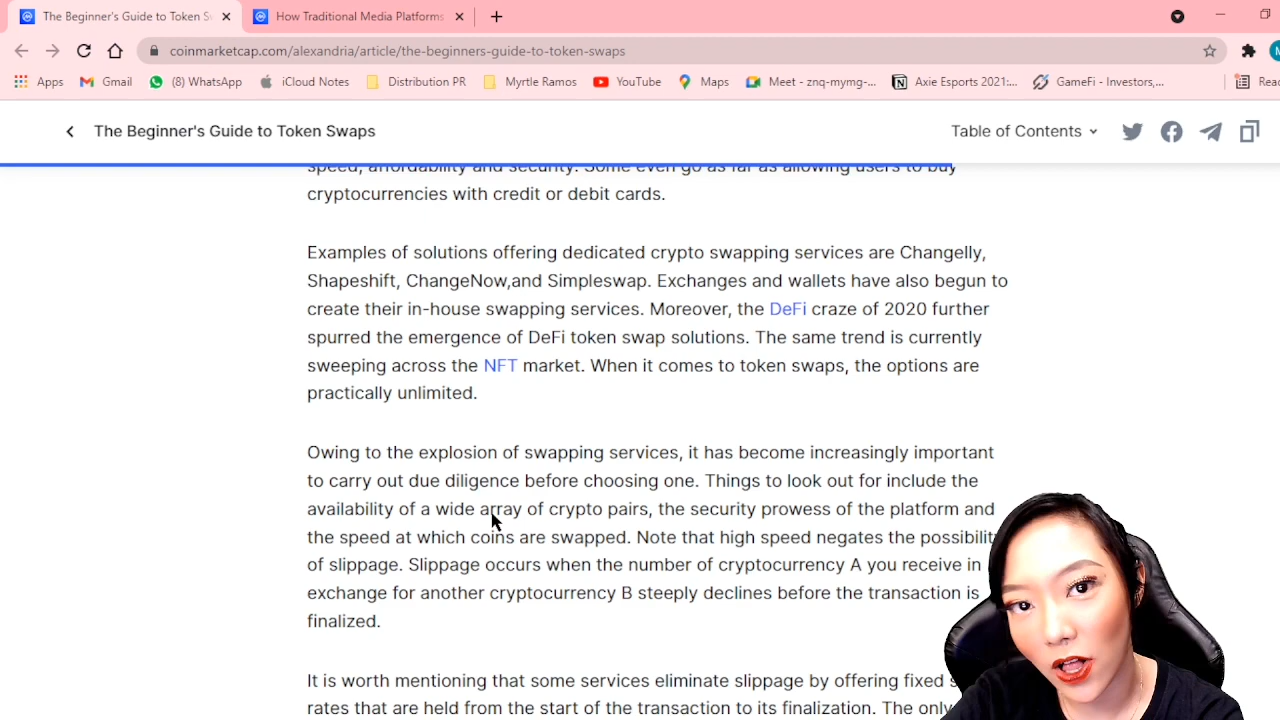 The Beginner's Guide to Token S
How Traditional Media Platforms
coinmarketcap.com/alexandria/article/the-beginners-guide-to-token-swaps
Apps Gmail (8) WhatsApp iCloud Notes Distribution PR Myrtle Ramos YouTube Maps Meet - znq-mymg-... Axie Esports 2021:... GameFi - Investors,... Rea
The Beginner's Guide to Token Swaps
Table of Contents
speed, affordability and security. Some even go as far as allowing users to buy
cryptocurrencies with credit or debit cards.
Examples of solutions offering dedicated crypto swapping services are Changelly,
Shapeshift, ChangeNow,and Simpleswap. Exchanges and wallets have also begun to
create their in-house swapping services. Moreover, the DeFi craze of 2020 further
spurred the emergence of DeFi token swap solutions. The same trend is currently
sweeping across the NFT market. When it comes to token swaps, the options are
practically unlimited.
Owing to the explosion of swapping services, it has become increasingly important
to carry out due diligence before choosing one. Things to look out for include the
availability of a wide array of crypto pairs, the security prowess of the platform and
the speed at which coins are swapped. Note that high speed negates the possibilit
of slippage. Slippage occurs when the number of cryptocurrency A you receive in
exchange for another cryptocurrency B steeply declines before the transaction is
finalized.
It is worth mentioning that some services eliminate slippage by offering fixed
rates that are held from the start of the transaction to its finalization. The only